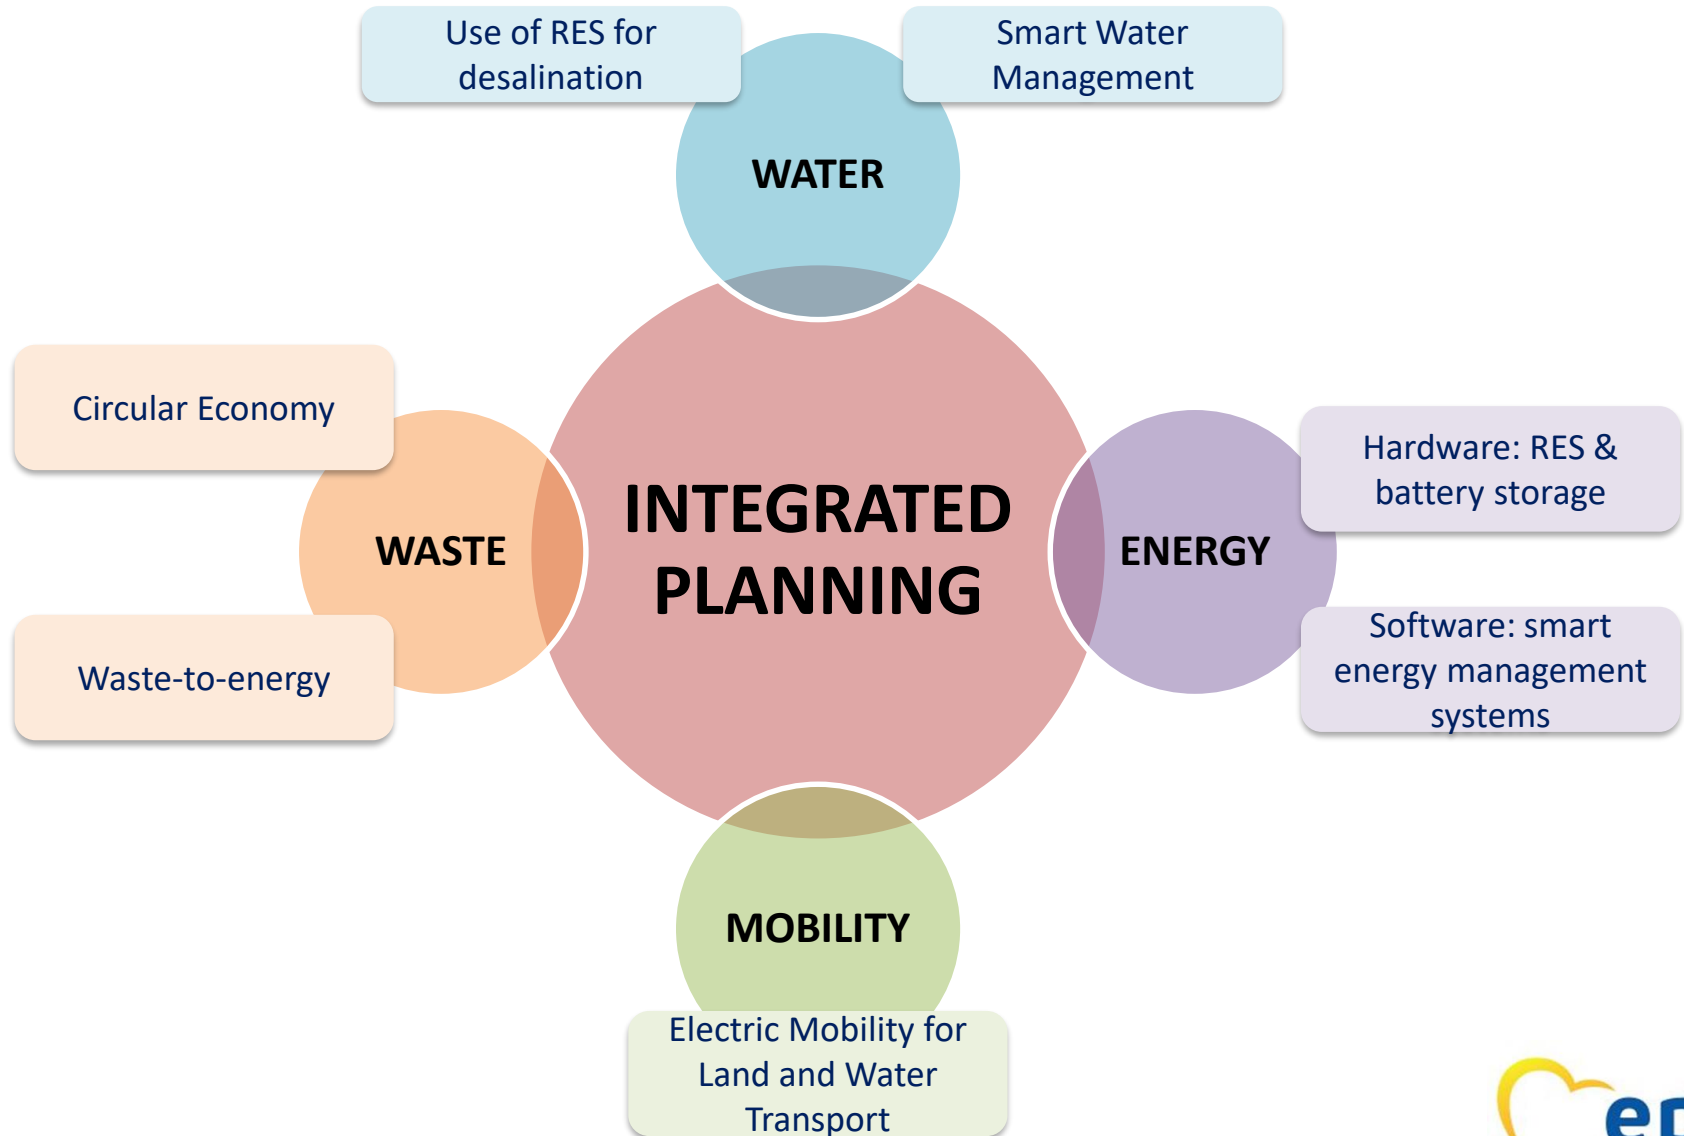 Use of RES for
desalination
Smart Water
Management
WATER
Circular Economy
Hardware: RES &
battery storage
INTEGRATED
PLANNING
WASTE
ENERGY
Waste-to-energy
Software: smart
energy management
systems
MOBILITY
Electric Mobility for
Land and Water
Transport